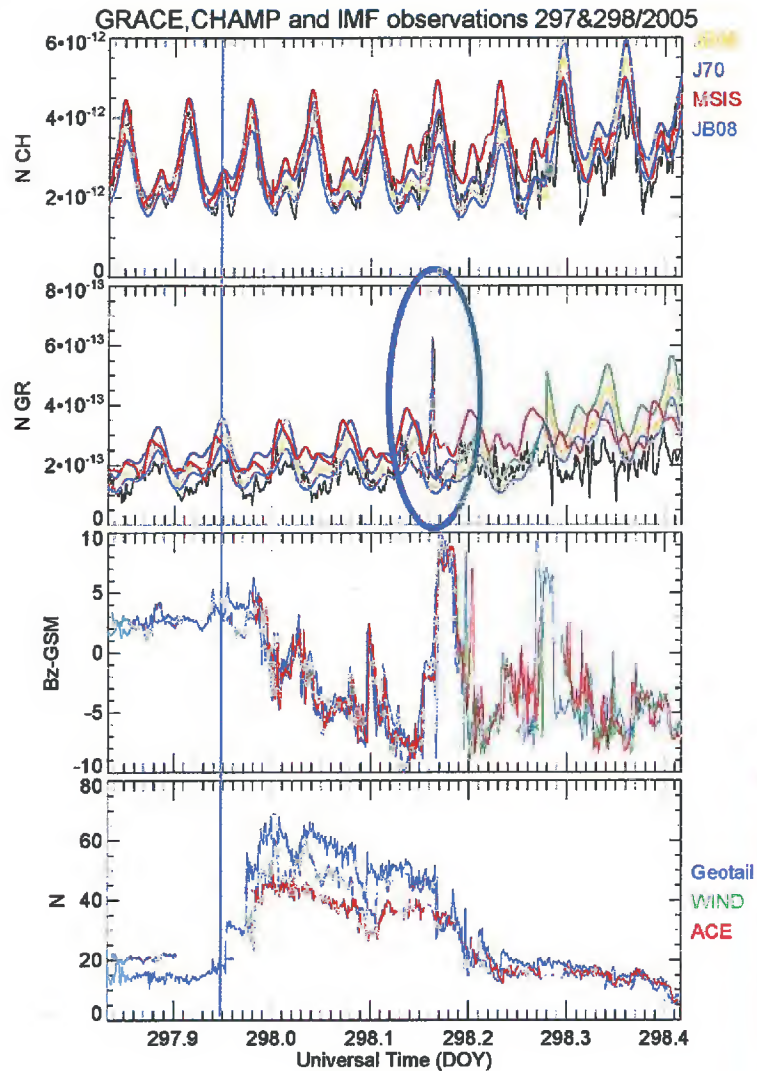 GRACE,CHAMP and IMF observations 297&298/2005
6•10⁻¹²
4•10⁻¹²
2•10⁻¹²
0
N CH
J70
MSIS
JB08
8•10⁻¹³
6•10⁻¹³
4•10⁻¹³
2•10⁻¹³
0
N GR
10
5
0
-5
-10
Bz-GSM
80
60
40
20
0
N
Geotail
WIND
ACE
297.9
298.0
298.1
298.2
298.3
298.4
Universal Time (DOY)